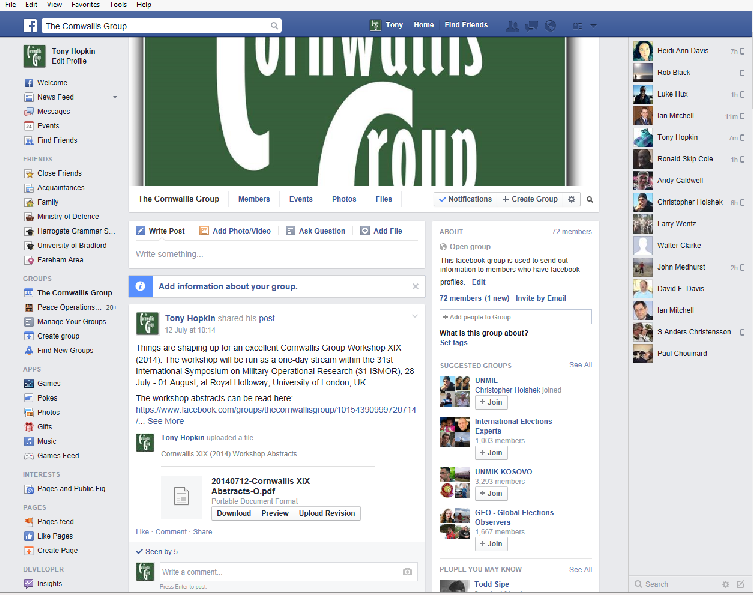 File Edit View Favorites Tools Help
The Cornwallis Group
Tony Home Find Friends
Tony Hopkin
Edit Profile
Welcome
News Feed
Messages
Events
Find Friends
FRIENDS
Close Friends
Acquaintances
Family
Ministry of Defence
Harrogate Grammar S...
University of Bradford
Fareham Area
GROUPS
The Cornwallis Group
Peace Operations... 20+
Manage Your Groups
Create group
Find New Groups
APPS
Games
Pokes
Photos
Gifts
Music
Games Feed
INTERESTS
Pages and Public Fig
PAGES
Pages feed
Like Pages
Create Page
DEVELOPER
Insights
Cornwallis
Group
The Cornwallis Group Members Events Photos Files
Notifications + Create Group
Write Post Add Photo/Video Ask Question Add File
Write something...
Add information about your group.
Tony Hopkin shared his post
12 July at 10:14
Things are shaping up for an excellent Cornwallis Group Workshop XIX
(2014). The workshop will be run as a one-day stream within the 31st
International Symposium on Military Operational Research (31 ISMOR), 28
July - 01 August, at Royal Holloway, University of London, UK.
The workshop abstracts can be read here:
https://www.facebook.com/groups/thecornwallisgroup/10154390999720714
/... See More
Tony Hopkin uploaded a file
Cornwallis XIX (2014) Workshop Abstracts
20140712-Cornwallis XIX
Abstracts-O.pdf
Portable Document Format
Download Preview Upload Revision
Like · Comment · Share
Seen by 5
Write a comment...
Press Enter to post.
ABOUT 72 members
Open group
This facebook group is used to send out
information to members who have facebook
profiles. Edit
72 members (1 new) Invite by Email
+ Add people to Group
What is this group about?
Set tags
SUGGESTED GROUPS See All
UNMIL
Christopher Holshek joined
+ Join
International Elections
Experts
1,003 members
+ Join
UNMIK KOSOVO
3,293 members
+ Join
GEO - Global Elections
Observers
1,667 members
+ Join
PEOPLE YOU MAY KNOW See All
Todd Sipe
Heidi Ann Davis 7h
Rob Black
Luke Hux 1h
Ian Mitchell
Tony Hopkin
Ronald Skip Cole 1h
Andy Caldwell
Christopher Holshek
Larry Wentz
Walter Clarke
John Medhurst 2h
David F. Davis
Ian Mitchell
S Anders Christensson
Paul Chouinard
Search